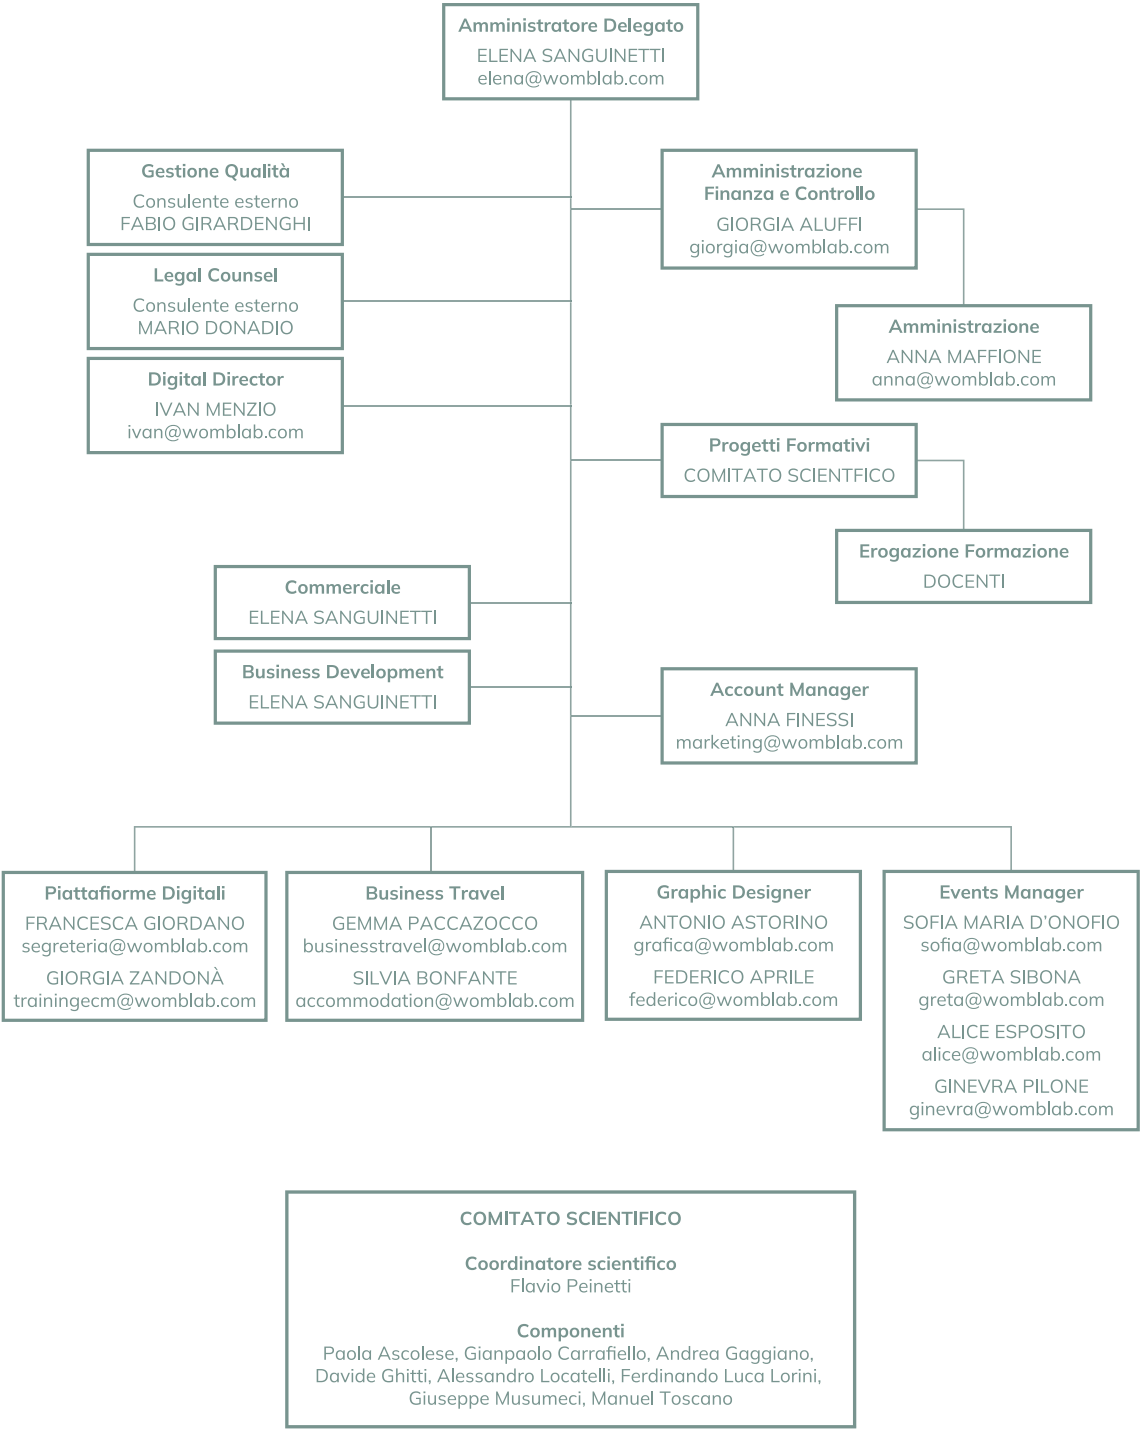 Amministratore Delegato
ELENA SANGUINETTI
elena@womblab.com
Gestione Qualità
Consulente esterno
FABIO GIRARDENGHI
Amministrazione
Finanza e Controllo
GIORGIA ALUFFI
giorgia@womblab.com
Legal Counsel
Consulente esterno
MARIO DONADIO
Amministrazione
ANNA MAFFIONE
anna@womblab.com
Digital Director
IVAN MENZIO
ivan@womblab.com
Progetti Formativi
COMITATO SCIENTFICO
Erogazione Formazione
DOCENTI
Commerciale
ELENA SANGUINETTI
Business Development
ELENA SANGUINETTI
Account Manager
ANNA FINESSI
marketing@womblab.com
Piattafiorme Digitali
FRANCESCA GIORDANO
segreteria@womblab.com
GIORGIA ZANDONÀ
trainingecm@womblab.com
Business Travel
GEMMA PACCAZOCCO
businesstravel@womblab.com
SILVIA BONFANTE
accommodation@womblab.com
Graphic Designer
ANTONIO ASTORINO
grafica@womblab.com
FEDERICO APRILE
federico@womblab.com
Events Manager
SOFIA MARIA D'ONOFIO
sofia@womblab.com
GRETA SIBONA
greta@womblab.com
ALICE ESPOSITO
alice@womblab.com
GINEVRA PILONE
ginevra@womblab.com
COMITATO SCIENTIFICO
Coordinatore scientifico
Flavio Peinetti
Componenti
Paola Ascolese, Gianpaolo Carrafiello, Andrea Gaggiano,
Davide Ghitti, Alessandro Locatelli, Ferdinando Luca Lorini,
Giuseppe Musumeci, Manuel Toscano